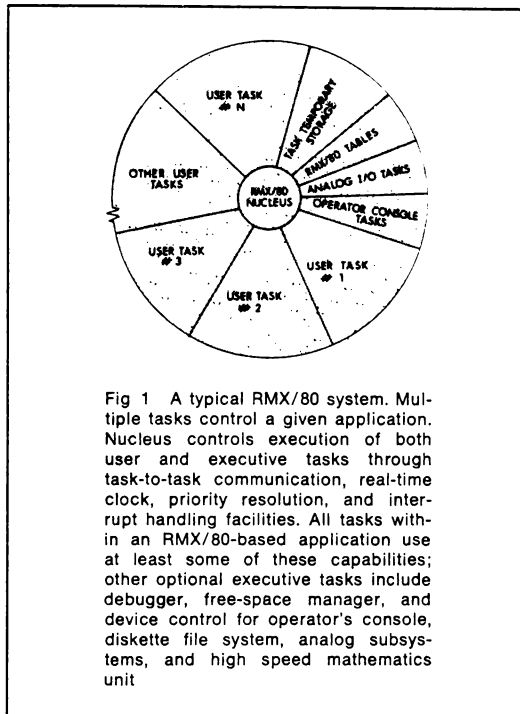 USER TASK
# N
TASK TEMPORARY
STORAGE
RMX/80 TABLES
ANALOG I/O TASKS
OPERATOR CONSOLE
TASKS
OTHER USER
TASKS
RMX/80
NUCLEUS
USER TASK
# 3
USER TASK
# 2
USER TASK
# 1
Fig 1 A typical RMX/80 system. Mul-
tiple tasks control a given application.
Nucleus controls execution of both
user and executive tasks through
task-to-task communication, real-time
clock, priority resolution, and inter-
rupt handling facilities. All tasks with-
in an RMX/80-based application use
at least some of these capabilities;
other optional executive tasks include
debugger, free-space manager, and
device control for operator's console,
diskette file system, analog subsys-
tems, and high speed mathematics
unit